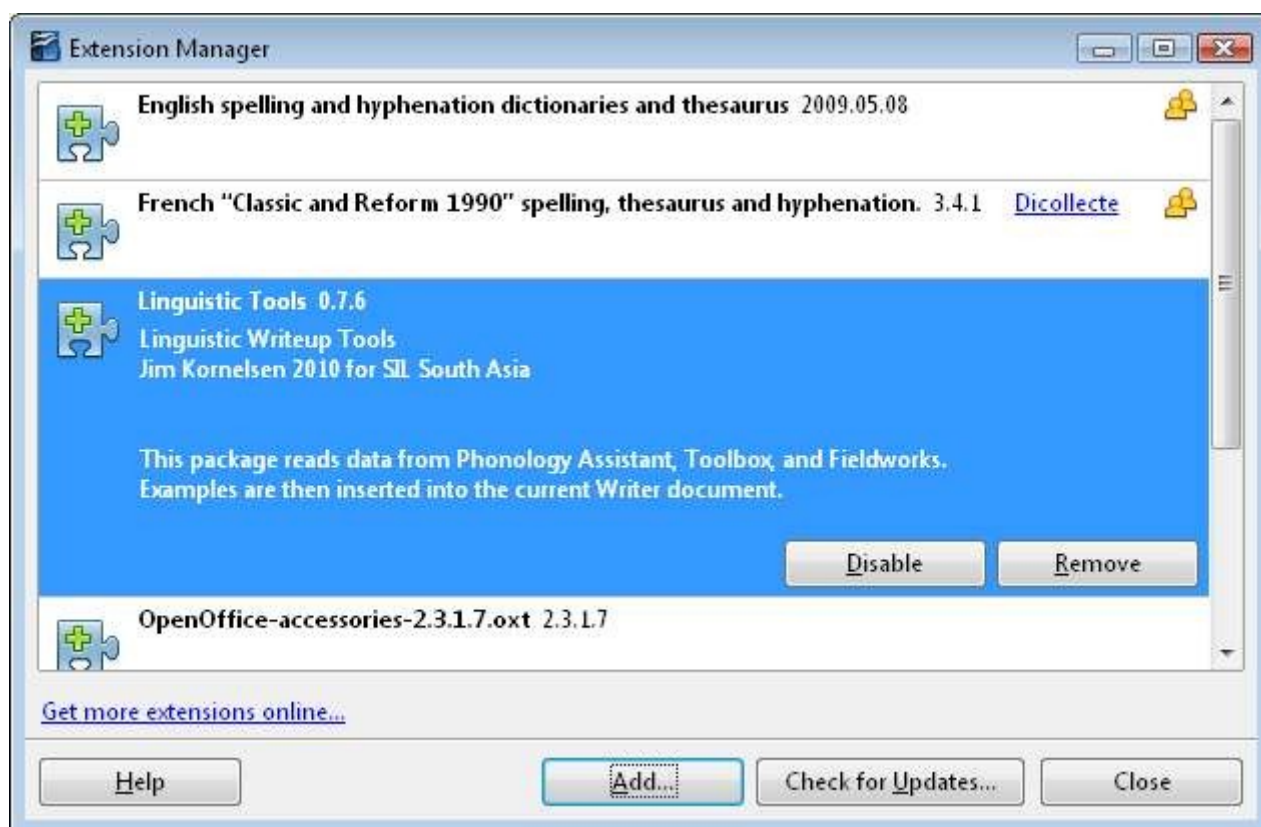 Extension Manager
English spelling and hyphenation dictionaries and thesaurus 2009.05.08
French “Classic and Reform 1990” spelling, thesaurus and hyphenation. 3.4.1 Dicollecte
Linguistic Tools 0.7.6
Linguistic Writeup Tools
Jim Kornelsen 2010 for SIL South Asia
This package reads data from Phonology Assistant, Toolbox, and Fieldworks.
Examples are then inserted into the current Writer document.
Disable Remove
OpenOffice-accessories-2.3.1.7.oxt 2.3.1.7
Get more extensions online...
Help Add... Check for Updates... Close